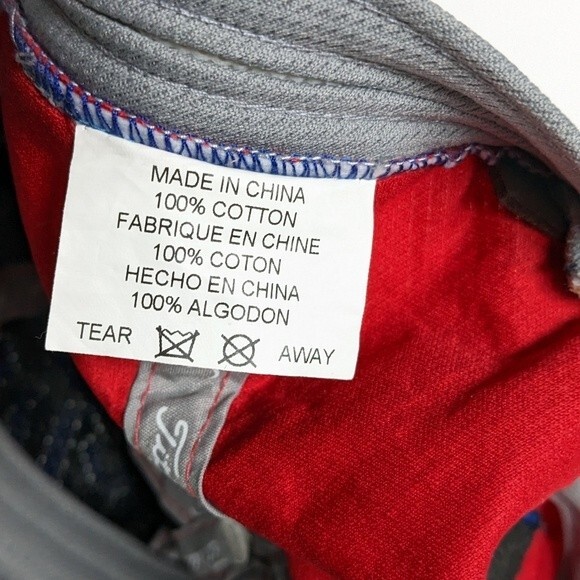 MADE IN CHINA
100% COTTON
FABRIQUE EN CHINE
100% COTON
HECHO EN CHINA
100% ALGODON
TEAR AWAY